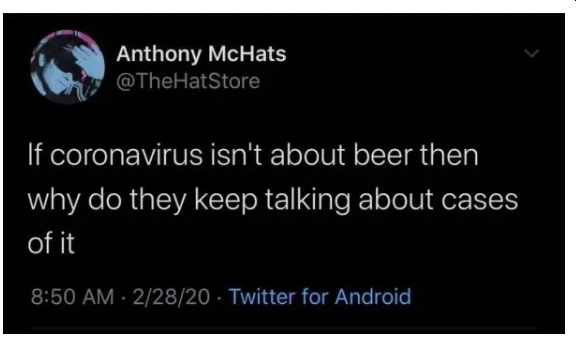 Anthony McHats
@TheHatStore
If coronavirus isn't about beer then
why do they keep talking about cases
of it
8:50 AM · 2/28/20 · Twitter for Android